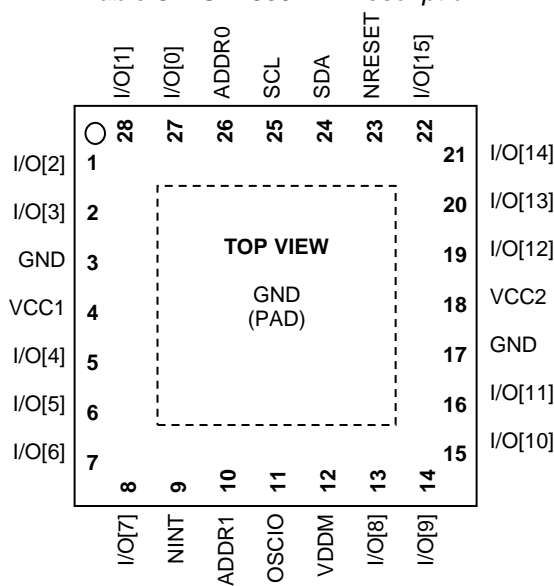 I/O[1]
I/O[0]
ADDR0
SCL
SDA
NRESET
I/O[15]
28
27
26
25
24
23
22
I/O[2] 1
21 I/O[14]
I/O[3] 2
20 I/O[13]
GND 3
19 I/O[12]
VCC1 4
18 VCC2
I/O[4] 5
17 GND
I/O[5] 6
16 I/O[11]
I/O[6] 7
15 I/O[10]
TOP VIEW
GND
(PAD)
8
9
10
11
12
13
14
I/O[7]
NINT
ADDR1
OSCIO
VDDM
I/O[8]
I/O[9]